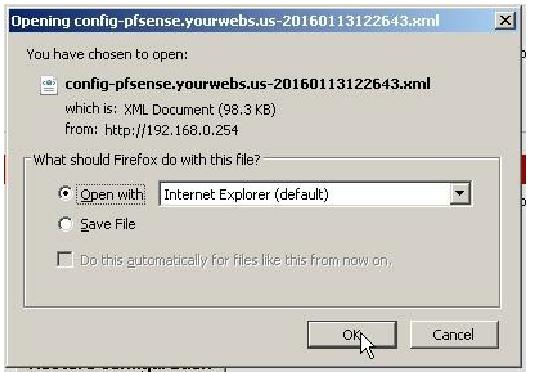 Opening config-pfsense.yourwebs.us-20160113122643.xml
You have chosen to open:
config-pfsense.yourwebs.us-20160113122643.xml
which is: XML Document (98.3 KB)
from: http://192.168.0.254
What should Firefox do with this file?
Open with Internet Explorer (default)
Save File
Do this automatically for files like this from now on.
OK Cancel